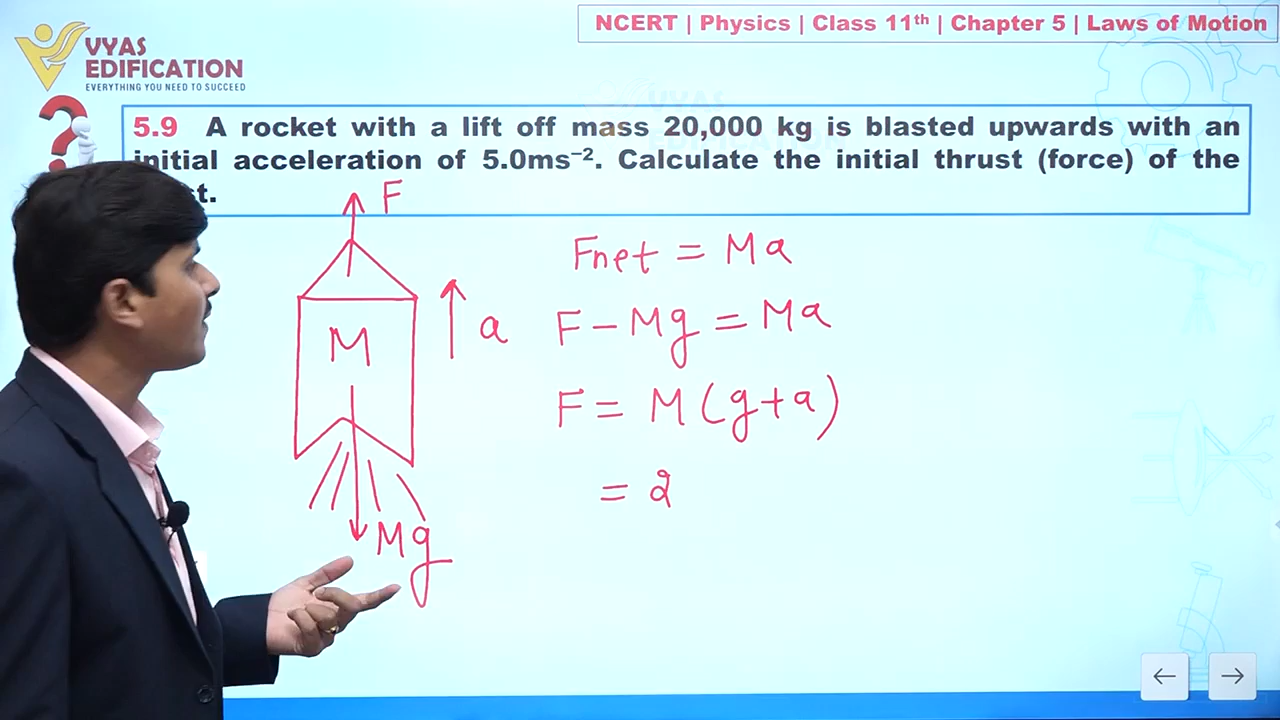 NCERT | Physics | Class 11th | Chapter 5 | Laws of Motion
VYAS
EDIFICATION
EVERYTHING YOU NEED TO SUCCEED
5.9 A rocket with a lift off mass 20,000 kg is blasted upwards with an
initial acceleration of 5.0ms⁻². Calculate the initial thrust (force) of the
F
Fnet = Ma
a
F - Mg = Ma
M
F = M(g+a)
= 2
Mg